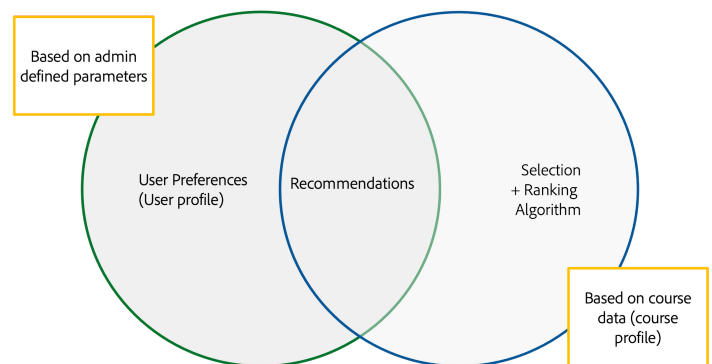 Based on admin
defined parameters
User Preferences
(User profile)
Recommendations
Selection
+ Ranking
Algorithm
Based on course
data (course
profile)